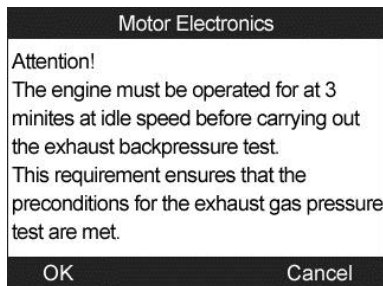 Motor Electronics
Attention!
The engine must be operated for at 3
minites at idle speed before carrying out
the exhaust backpressure test.
This requirement ensures that the
preconditions for the exhaust gas pressure
test are met.
OK Cancel